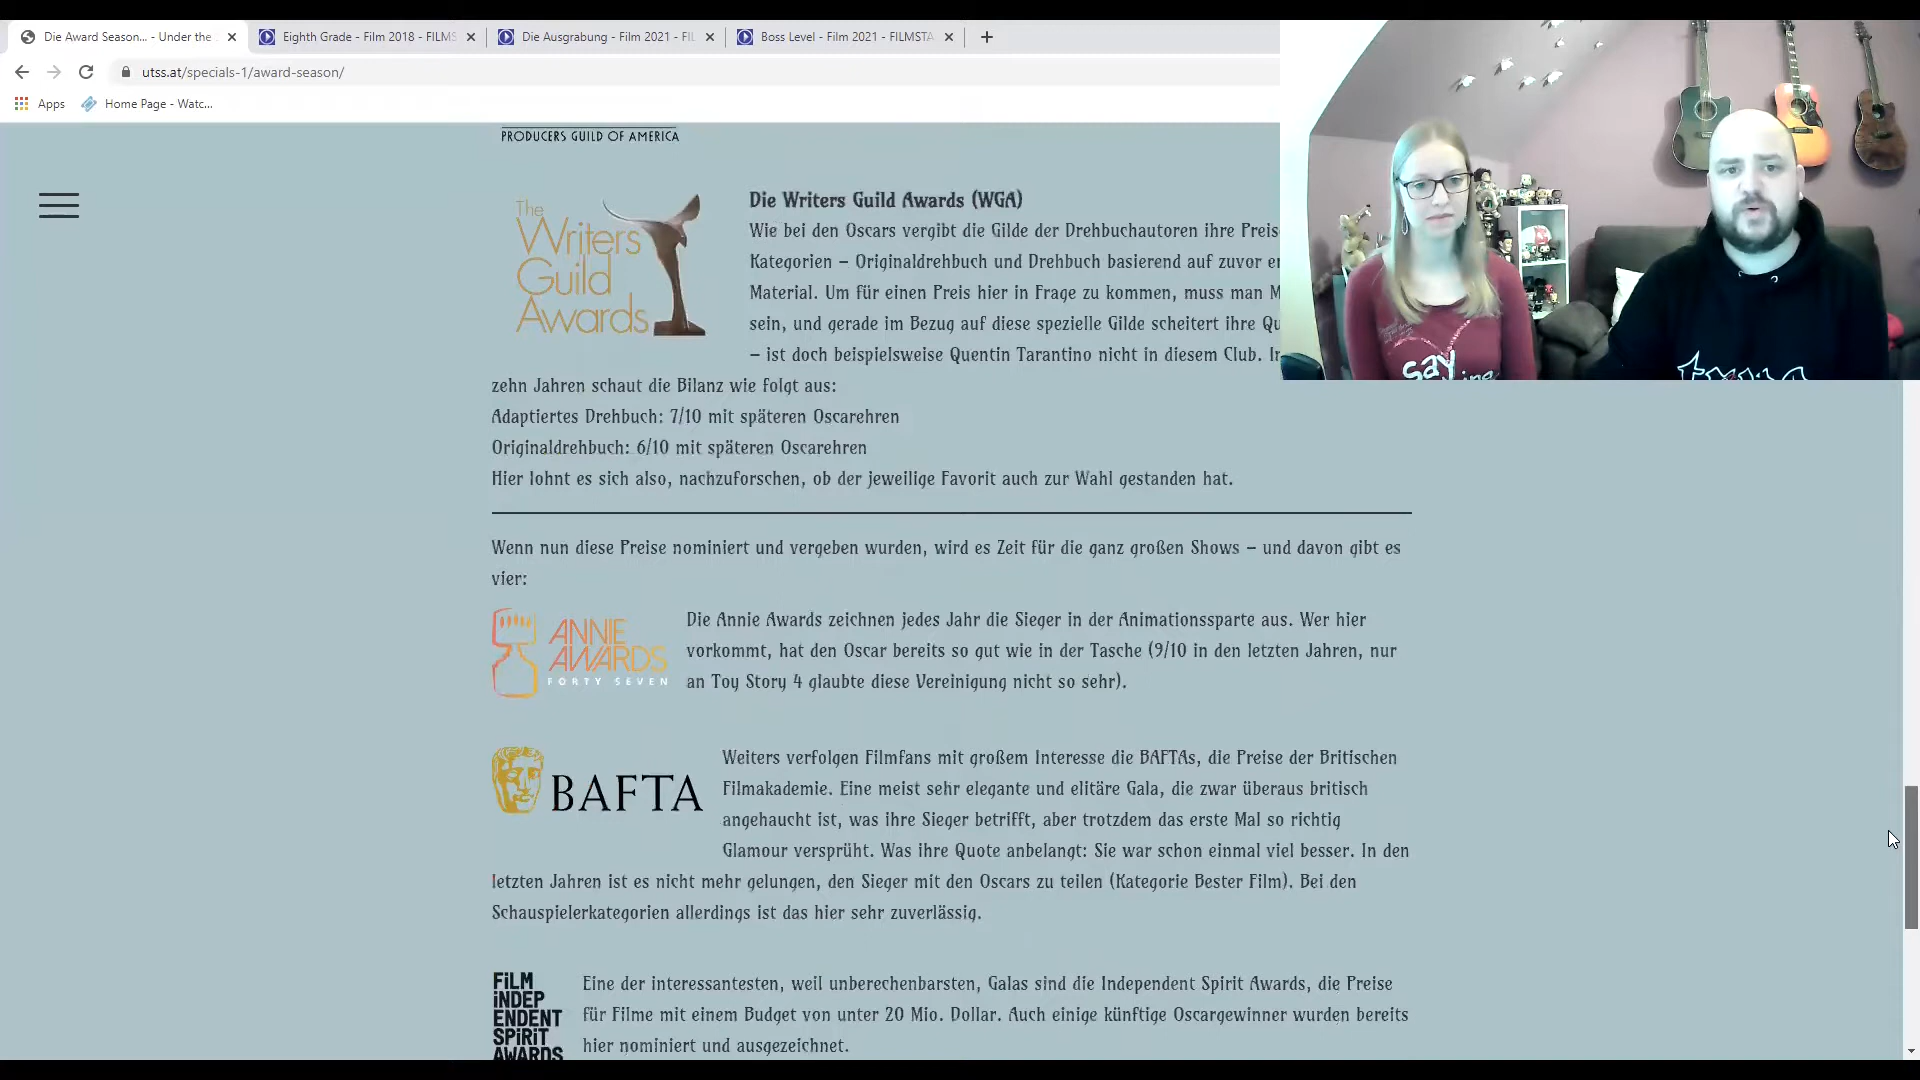 Die Award Season... - Under the
Eighth Grade - Film 2018 - FILMS
Die Ausgrabung - Film 2021 - FIL
Boss Level - Film 2021 - FILMSTA
utss.at/specials-1/award-season/
Apps
Home Page - Watc...
PRODUCERS GUILD OF AMERICA
The
Writers
Guild
Awards
Die Writers Guild Awards (WGA)
Wie bei den Oscars vergibt die Gilde der Drehbuchautoren ihre Preis
Kategorien – Originaldrehbuch und Drehbuch basierend auf zuvor er
Material. Um für einen Preis hier in Frage zu kommen, muss man M
sein, und gerade im Bezug auf diese spezielle Gilde scheitert ihre Qu
– ist doch beispielsweise Quentin Tarantino nicht in diesem Club. In
zehn Jahren schaut die Bilanz wie folgt aus:
Adaptiertes Drehbuch: 7/10 mit späteren Oscarehren
Originaldrehbuch: 6/10 mit späteren Oscarehren
Hier lohnt es sich also, nachzuforschen, ob der jeweilige Favorit auch zur Wahl gestanden hat.
Wenn nun diese Preise nominiert und vergeben wurden, wird es Zeit für die ganz großen Shows – und davon gibt es
vier:
ANNIE
AWARDS
FORTY SEVEN
Die Annie Awards zeichnen jedes Jahr die Sieger in der Animationssparte aus. Wer hier
vorkommt, hat den Oscar bereits so gut wie in der Tasche (9/10 in den letzten Jahren, nur
an Toy Story 4 glaubte diese Vereinigung nicht so sehr).
BAFTA
Weiters verfolgen Filmfans mit großem Interesse die BAFTAs, die Preise der Britischen
Filmakademie. Eine meist sehr elegante und elitäre Gala, die zwar überaus britisch
angehaucht ist, was ihre Sieger betrifft, aber trotzdem das erste Mal so richtig
Glamour versprüht. Was ihre Quote anbelangt: Sie war schon einmal viel besser. In den
letzten Jahren ist es nicht mehr gelungen, den Sieger mit den Oscars zu teilen (Kategorie Bester Film). Bei den
Schauspielerkategorien allerdings ist das hier sehr zuverlässig.
FiLM
iNDEP
ENDENT
SPiRiT
AWARDS
Eine der interessantesten, weil unberechenbarsten, Galas sind die Independent Spirit Awards, die Preise
für Filme mit einem Budget von unter 20 Mio. Dollar. Auch einige künftige Oscargewinner wurden bereits
hier nominiert und ausgezeichnet.
say